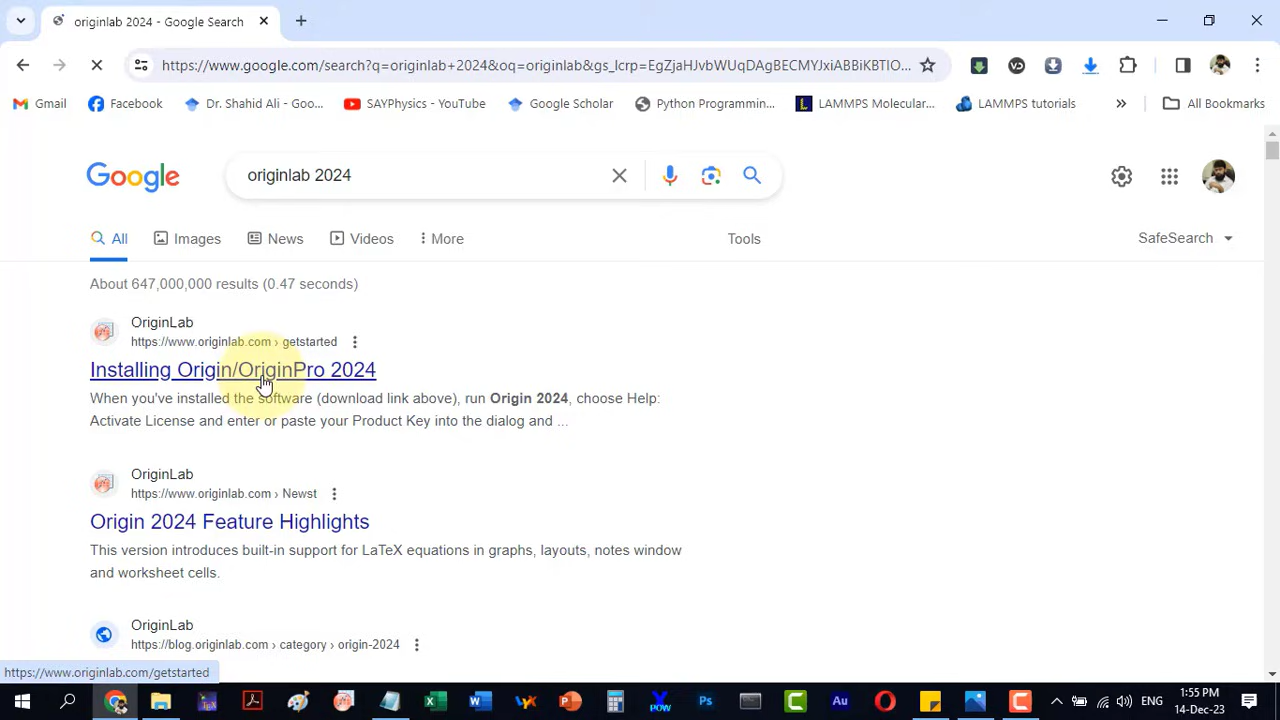 originlab 2024 - Google Search
https://www.google.com/search?q=originlab+2024&oq=originlab&gs_lcrp=EgZjaHJvbWUqDAgBECMYJxiABBiKBTIO...
Gmail
Facebook
Dr. Shahid Ali - Goo...
SAYPhysics - YouTube
Google Scholar
Python Programmin...
LAMMPS Molecular...
LAMMPS tutorials
All Bookmarks
Google
originlab 2024
All
Images
News
Videos
More
Tools
SafeSearch
About 647,000,000 results (0.47 seconds)
OriginLab
https://www.originlab.com › getstarted
Installing Origin/OriginPro 2024
When you've installed the software (download link above), run Origin 2024, choose Help:
Activate License and enter or paste your Product Key into the dialog and ...
OriginLab
https://www.originlab.com › Newst
Origin 2024 Feature Highlights
This version introduces built-in support for LaTeX equations in graphs, layouts, notes window
and worksheet cells.
OriginLab
https://blog.originlab.com › category › origin-2024
https://www.originlab.com/getstarted
POW
Ps
Au
ENG
1:55 PM
14-Dec-23